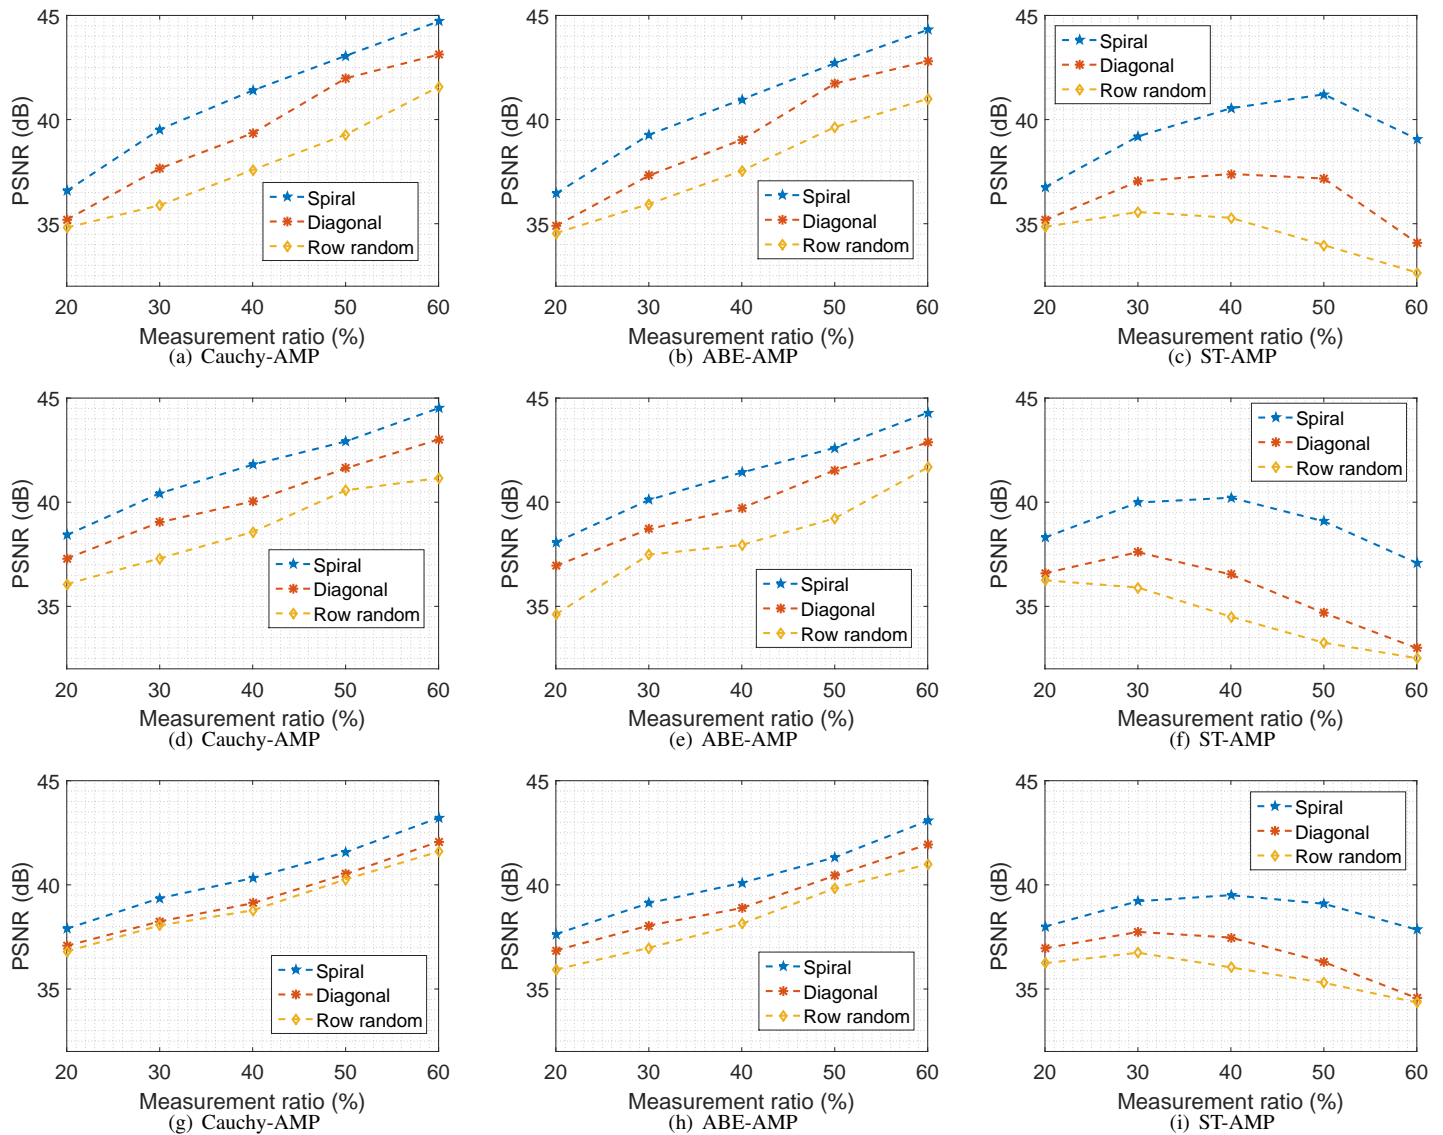 45
40
35
PSNR (dB)
Spiral
Diagonal
Row random
20 30 40 50 60
Measurement ratio (%)
(a) Cauchy-AMP
45
40
35
PSNR (dB)
Spiral
Diagonal
Row random
20 30 40 50 60
Measurement ratio (%)
(b) ABE-AMP
45
40
35
PSNR (dB)
Spiral
Diagonal
Row random
20 30 40 50 60
Measurement ratio (%)
(c) ST-AMP
45
40
35
PSNR (dB)
Spiral
Diagonal
Row random
20 30 40 50 60
Measurement ratio (%)
(d) Cauchy-AMP
45
40
35
PSNR (dB)
Spiral
Diagonal
Row random
20 30 40 50 60
Measurement ratio (%)
(e) ABE-AMP
45
40
35
PSNR (dB)
Spiral
Diagonal
Row random
20 30 40 50 60
Measurement ratio (%)
(f) ST-AMP
45
40
35
PSNR (dB)
Spiral
Diagonal
Row random
20 30 40 50 60
Measurement ratio (%)
(g) Cauchy-AMP
45
40
35
PSNR (dB)
Spiral
Diagonal
Row random
20 30 40 50 60
Measurement ratio (%)
(h) ABE-AMP
45
40
35
PSNR (dB)
Spiral
Diagonal
Row random
20 30 40 50 60
Measurement ratio (%)
(i) ST-AMP